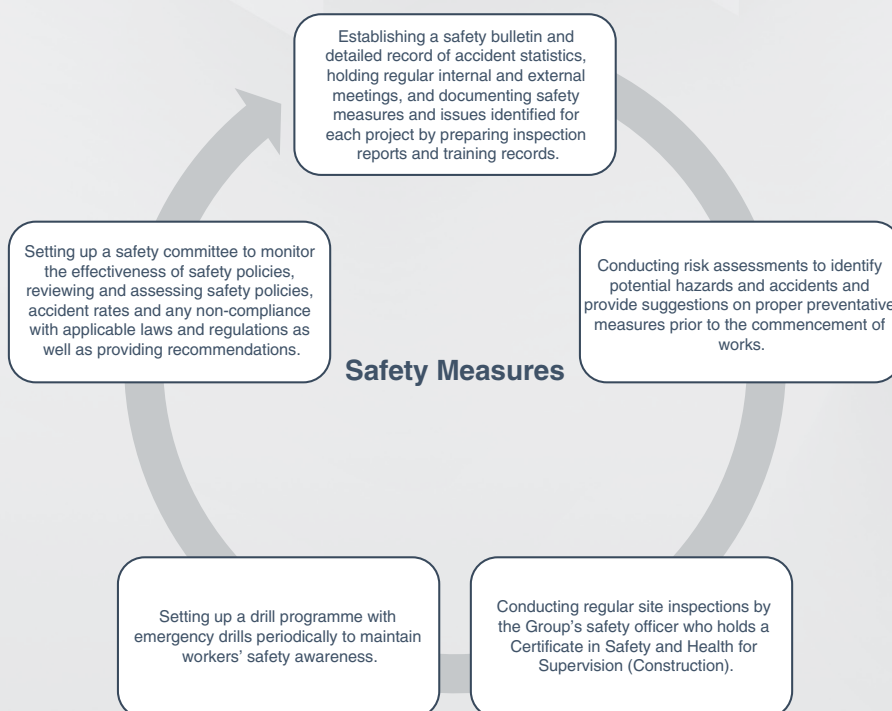 Establishing a safety bulletin and
detailed record of accident statistics,
holding regular internal and external
meetings, and documenting safety
measures and issues identified for
each project by preparing inspection
reports and training records.
Setting up a safety committee to monitor
the effectiveness of safety policies,
reviewing and assessing safety policies,
accident rates and any non-compliance
with applicable laws and regulations as
well as providing recommendations.
Conducting risk assessments to identify
potential hazards and accidents and
provide suggestions on proper preventative
measures prior to the commencement of
works.
Safety Measures
Setting up a drill programme with
emergency drills periodically to maintain
workers’ safety awareness.
Conducting regular site inspections by
the Group’s safety officer who holds a
Certificate in Safety and Health for
Supervision (Construction).